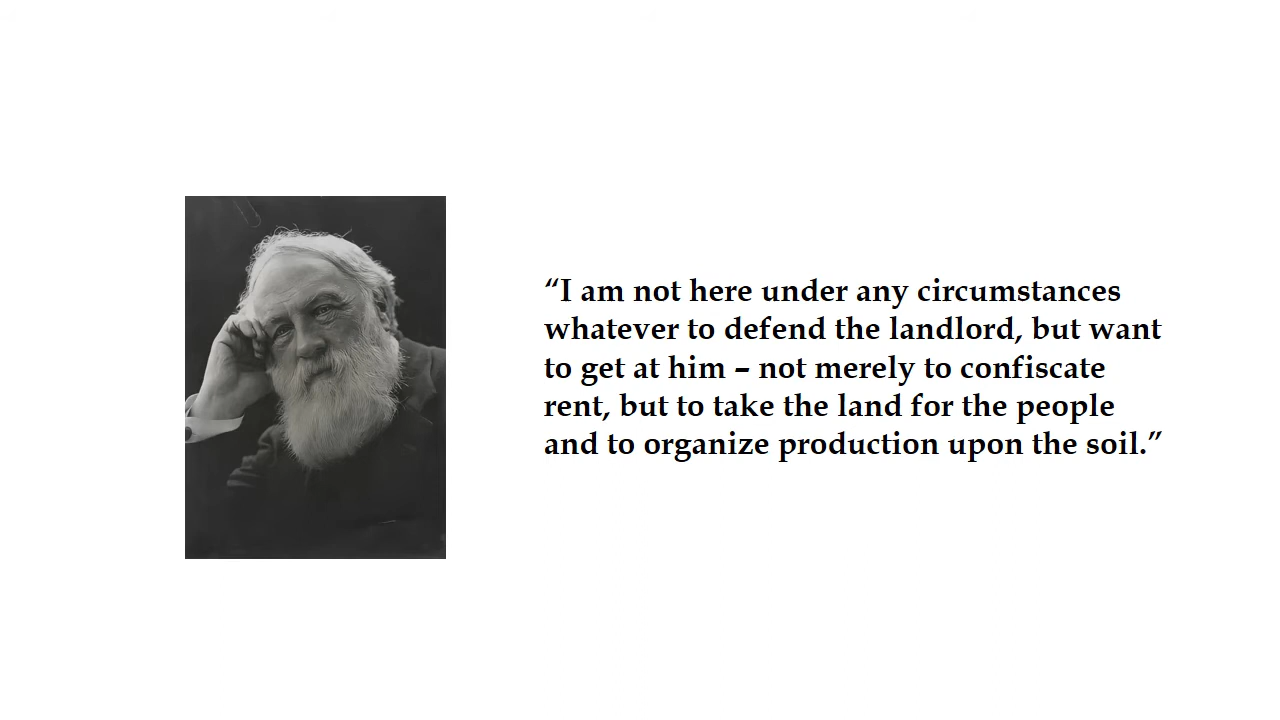 “I am not here under any circumstances
whatever to defend the landlord, but want
to get at him – not merely to confiscate
rent, but to take the land for the people
and to organize production upon the soil.”